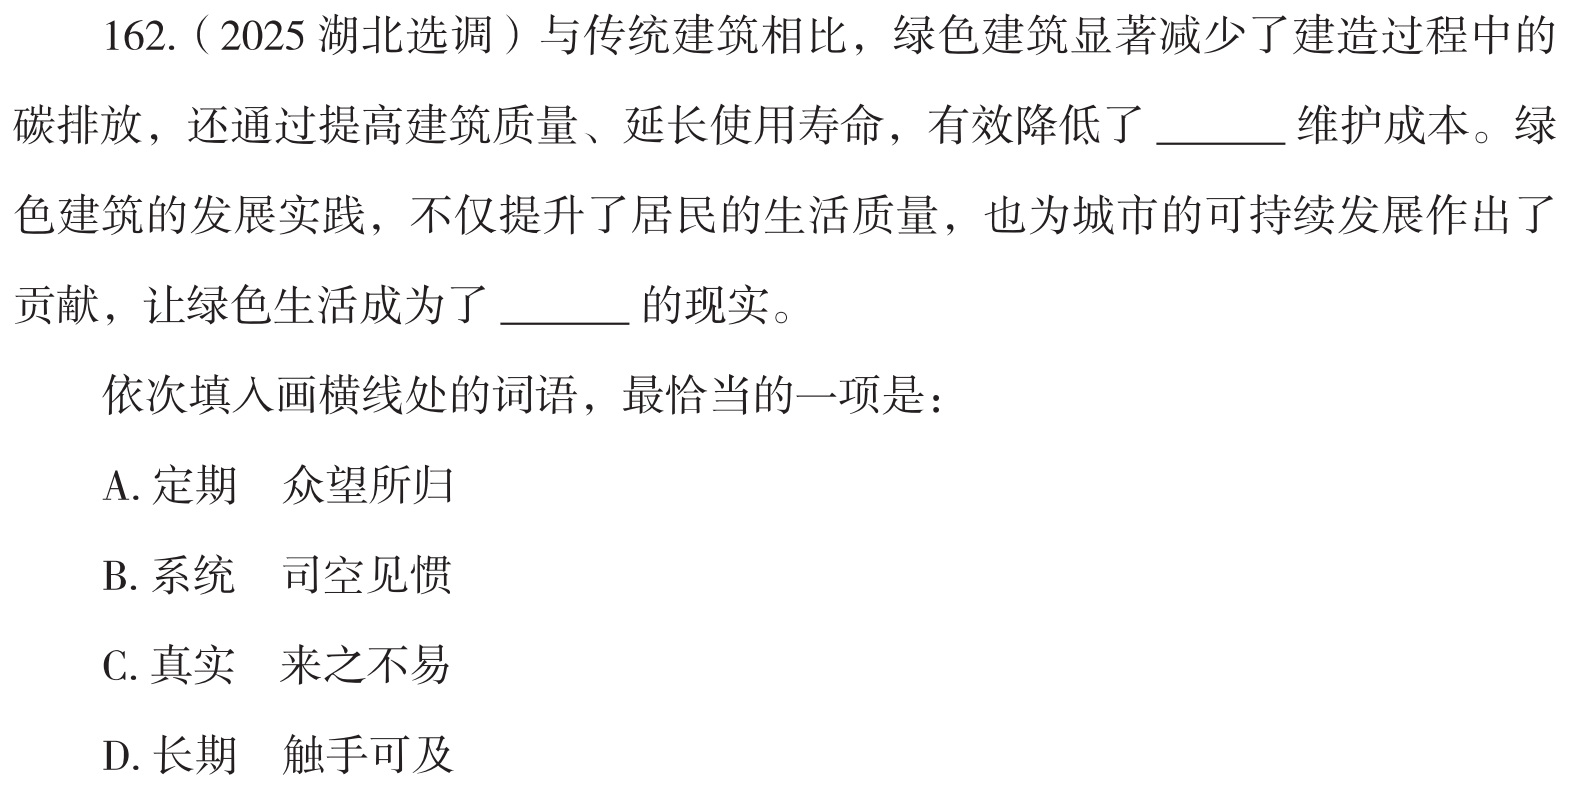 162.（2025 湖北选调）与传统建筑相比，绿色建筑显著减少了建造过程中的
碳排放，还通过提高建筑质量、延长使用寿命，有效降低了 ______ 维护成本。绿
色建筑的发展实践，不仅提升了居民的生活质量，也为城市的可持续发展作出了
贡献，让绿色生活成为了 ______ 的现实。
依次填入画横线处的词语，最恰当的一项是：
A. 定期　众望所归
B. 系统　司空见惯
C. 真实　来之不易
D. 长期　触手可及